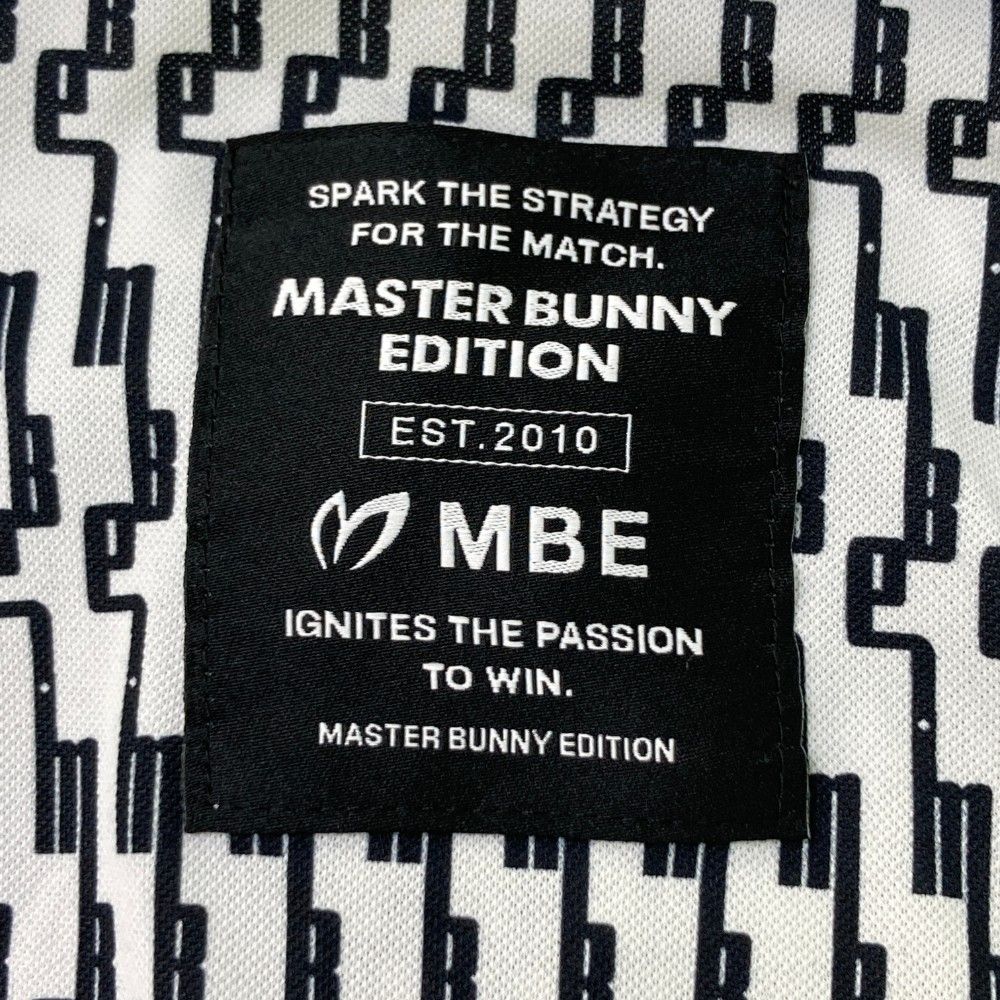 SPARK THE STRATEGY
FOR THE MATCH.
MASTER BUNNY
EDITION
EST.2010
MBE
IGNITES THE PASSION
TO WIN.
MASTER BUNNY EDITION